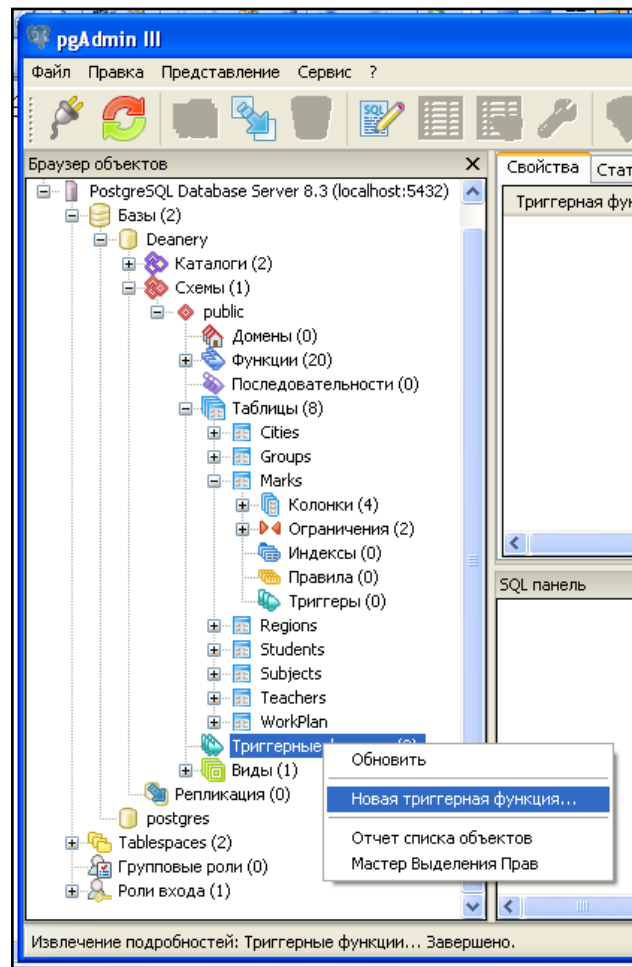 pgAdmin III
Файл Правка Представление Сервис ?
SQL
Браузер объектов
Свойства Стат
PostgreSQL Database Server 8.3 (localhost:5432)
Триггерная фун
Базы (2)
Deanery
Каталоги (2)
Схемы (1)
public
Домены (0)
Функции (20)
Последовательности (0)
Таблицы (8)
Cities
Groups
Marks
Колонки (4)
Ограничения (2)
Индексы (0)
Правила (0)
Триггеры (0)
SQL панель
Regions
Students
Subjects
Teachers
WorkPlan
Триггерные
Обновить
Виды (1)
Новая триггерная функция...
Репликация (0)
postgres
Отчет списка объектов
Tablespaces (2)
Мастер Выделения Прав
Групповые роли (0)
Роли входа (1)
Извлечение подробностей: Триггерные функции... Завершено.